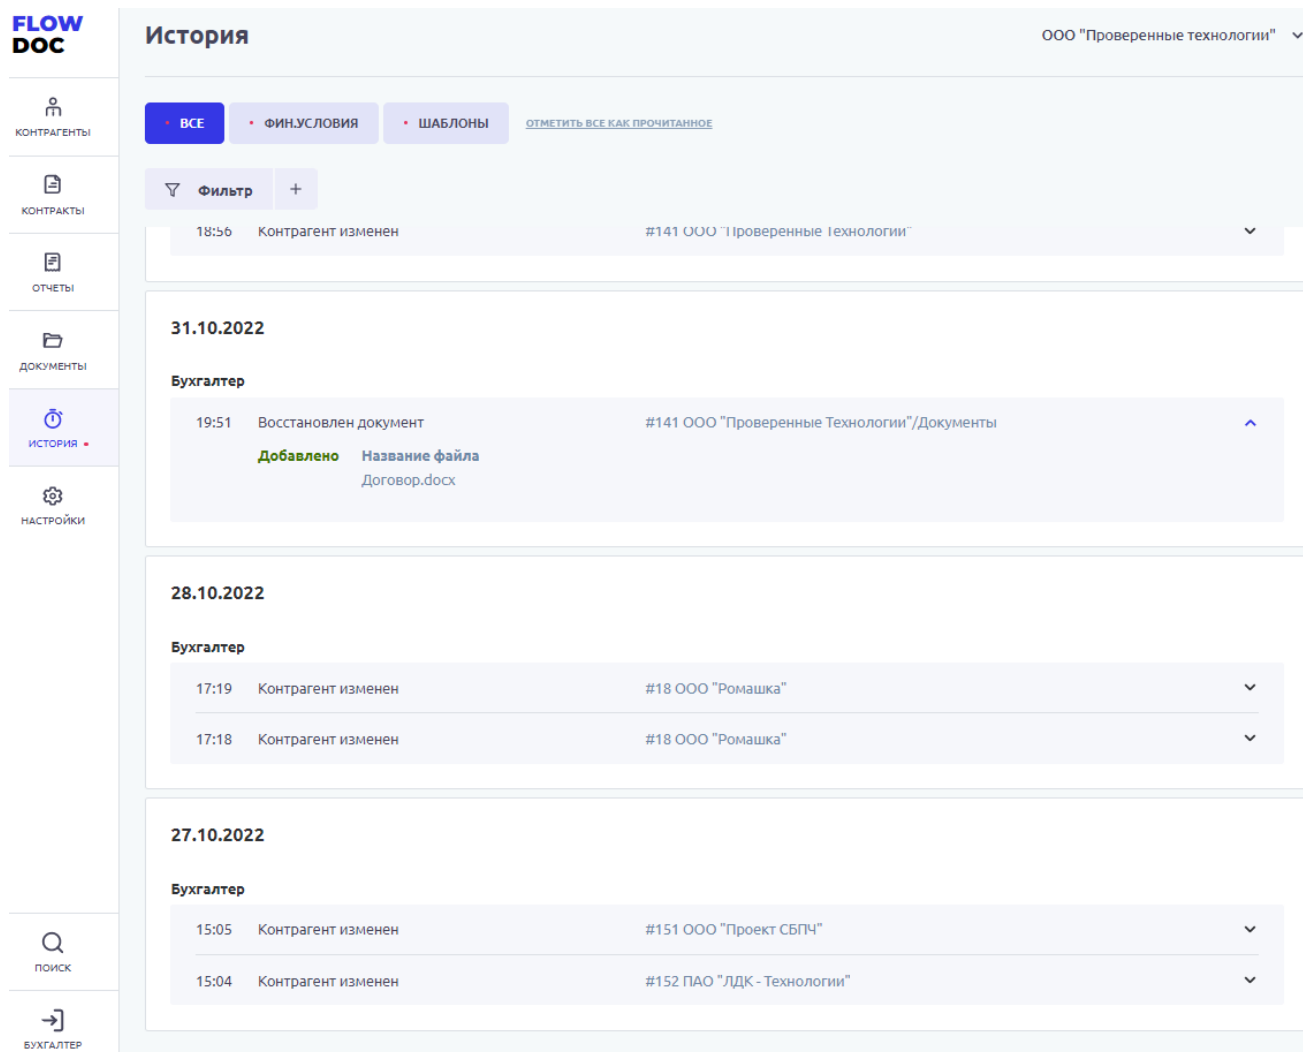 FLOW
DOC
История
ООО "Проверенные технологии"
КОНТРАГЕНТЫ
КОНТРАКТЫ
ОТЧЕТЫ
ДОКУМЕНТЫ
ИСТОРИЯ
НАСТРОЙКИ
ПОИСК
БУХГАЛТЕР
ВСЕ
ФИН.УСЛОВИЯ
ШАБЛОНЫ
ОТМЕТИТЬ ВСЕ КАК ПРОЧИТАННОЕ
Фильтр +
18:56 Контрагент изменен #141 ООО "Проверенные Технологии"
31.10.2022
Бухгалтер
19:51 Восстановлен документ #141 ООО "Проверенные Технологии"/Документы
Добавлено Название файла
Договор.docx
28.10.2022
Бухгалтер
17:19 Контрагент изменен #18 ООО "Ромашка"
17:18 Контрагент изменен #18 ООО "Ромашка"
27.10.2022
Бухгалтер
15:05 Контрагент изменен #151 ООО "Проект СБПЧ"
15:04 Контрагент изменен #152 ПАО "ЛДК - Технологии"